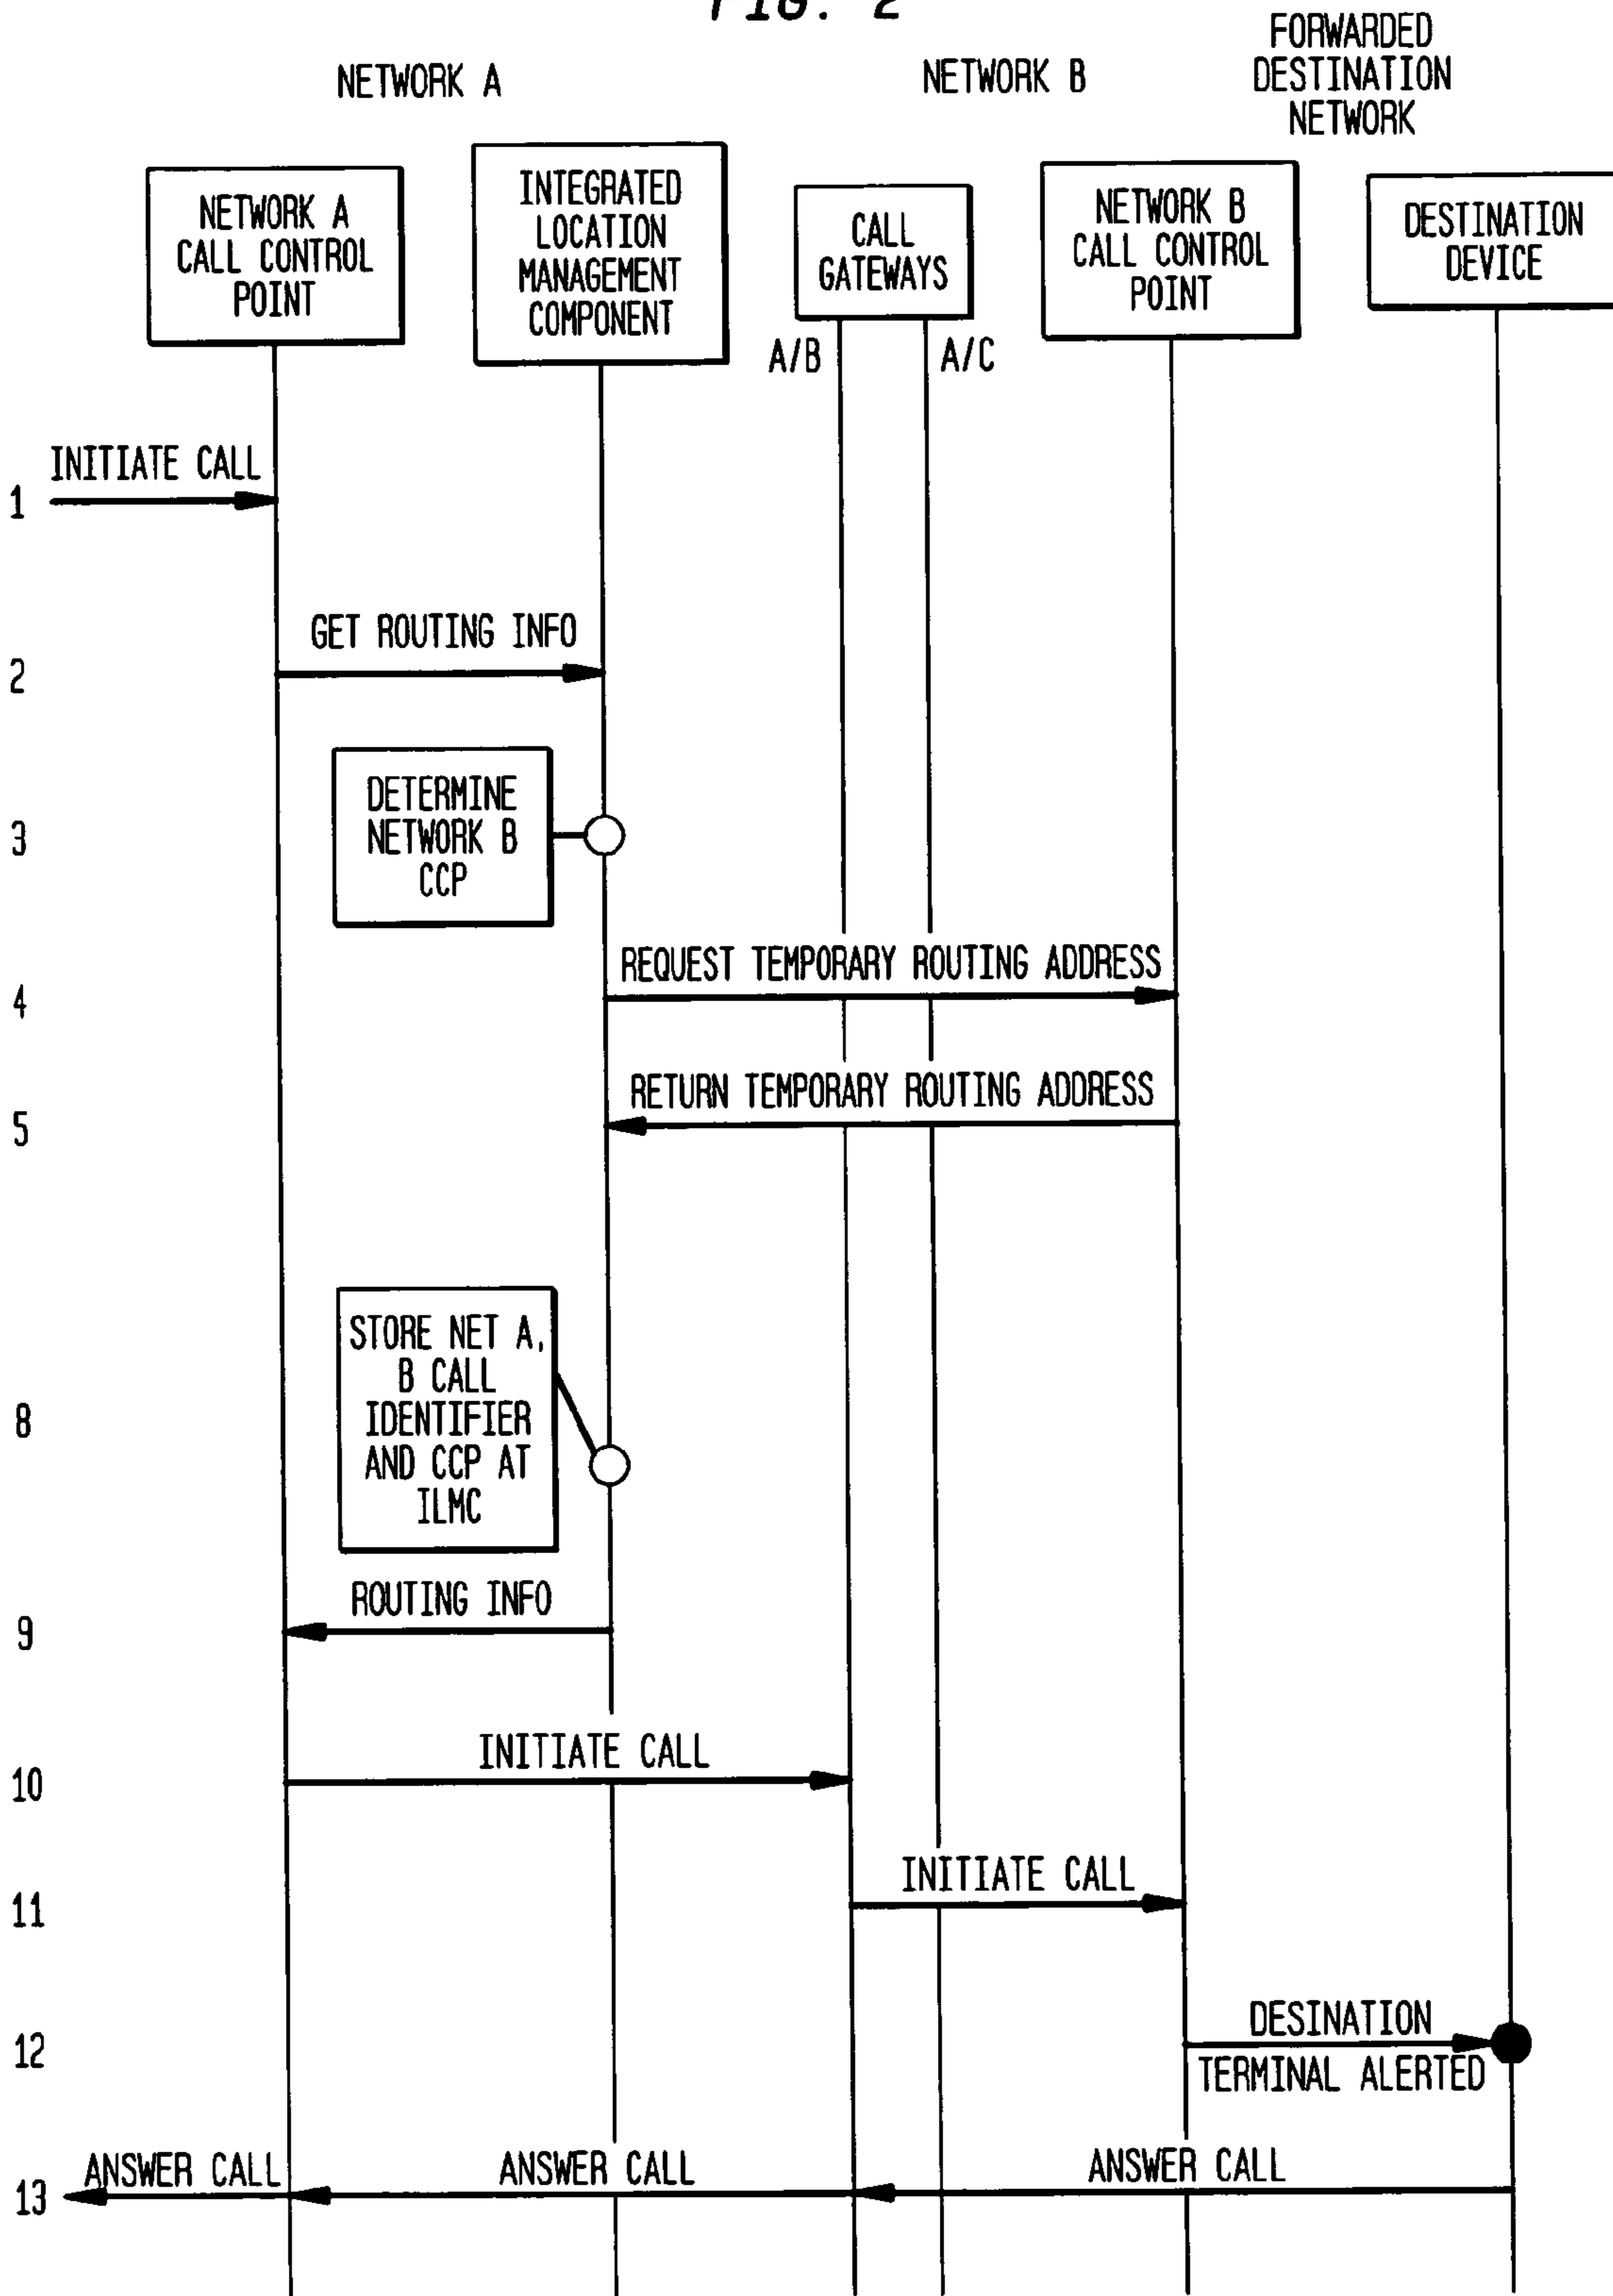 FIG. 2
NETWORK A
NETWORK B
FORWARDED
DESTINATION
NETWORK
NETWORK A
CALL CONTROL
POINT
INTEGRATED
LOCATION
MANAGEMENT
COMPONENT
CALL
GATEWAYS
NETWORK B
CALL CONTROL
POINT
DESTINATION
DEVICE
A/B
A/C
INITIATE CALL
1
GET ROUTING INFO
2
DETERMINE
NETWORK B
CCP
3
REQUEST TEMPORARY ROUTING ADDRESS
4
RETURN TEMPORARY ROUTING ADDRESS
5
STORE NET A,
B CALL
IDENTIFIER
AND CCP AT
ILMC
8
ROUTING INFO
9
INITIATE CALL
10
INITIATE CALL
11
DESINATION
TERMINAL ALERTED
12
ANSWER CALL
ANSWER CALL
ANSWER CALL
13